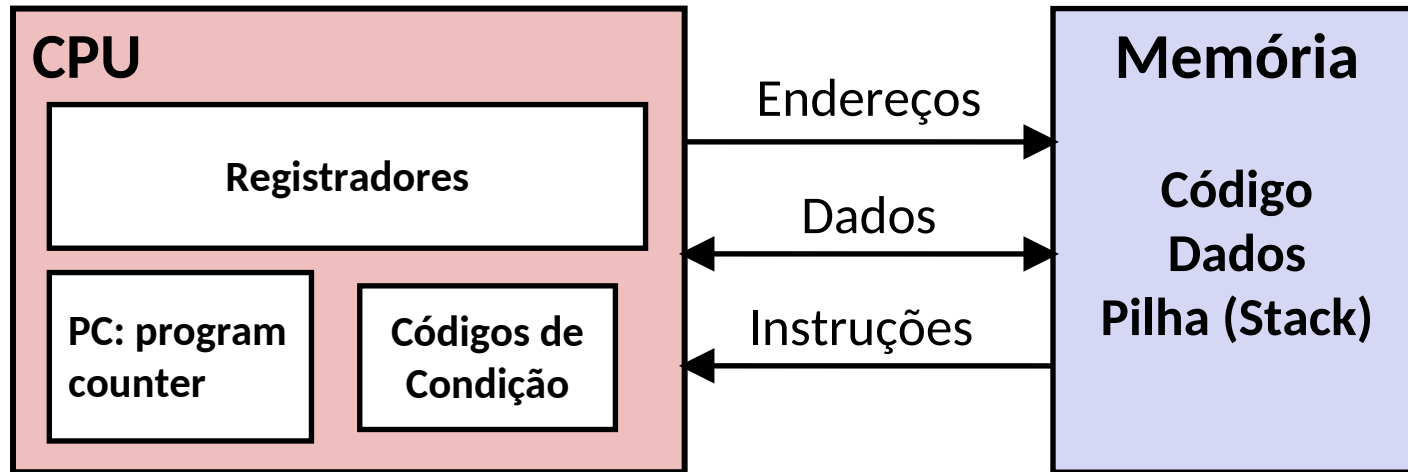 CPU
Registradores
PC: program
counter
Códigos de
Condição
Endereços
Dados
Instruções
Memória
Código
Dados
Pilha (Stack)